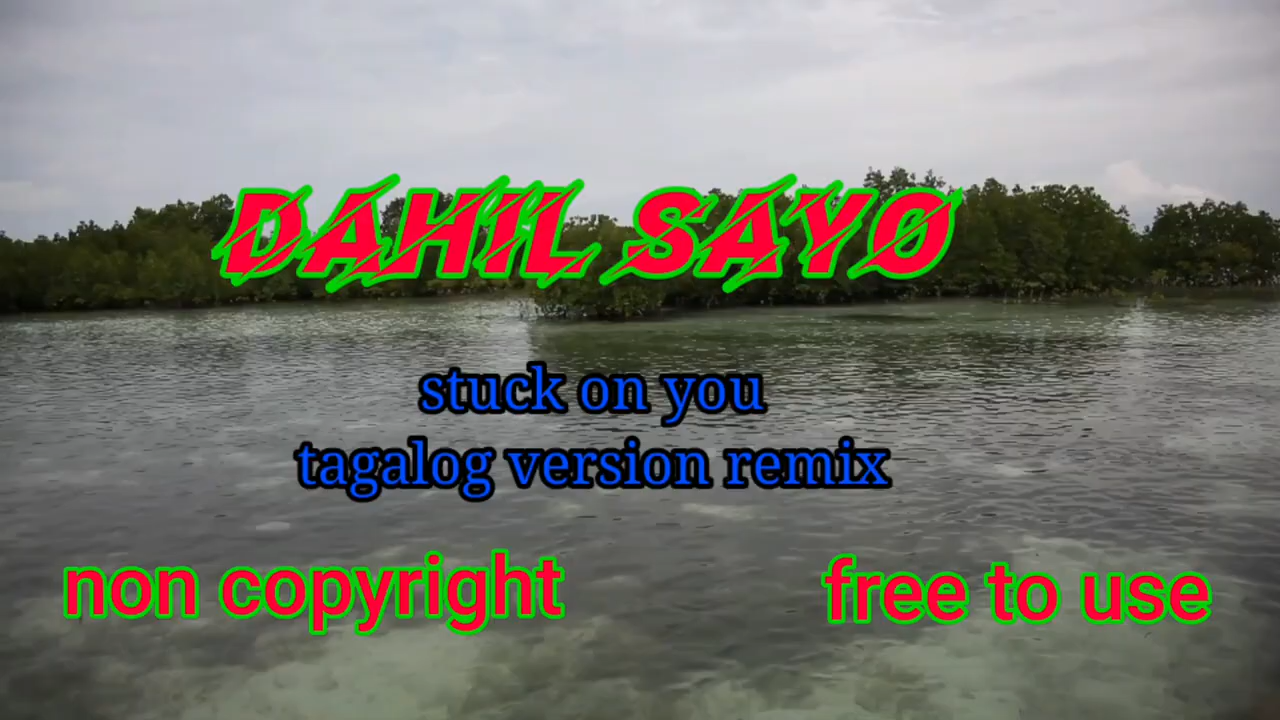 DAHIL SAYO
stuck on you
tagalog version remix
non copyright
free to use